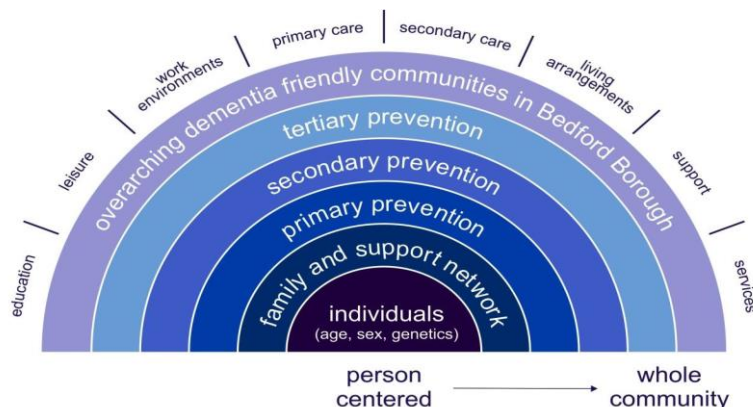 education
leisure
work
environments
primary care
secondary care
living
arrangements
support
services
overarching dementia friendly communities in Bedford Borough
tertiary prevention
secondary prevention
primary prevention
family and support network
individuals
(age, sex, genetics)
person
centered
whole
community